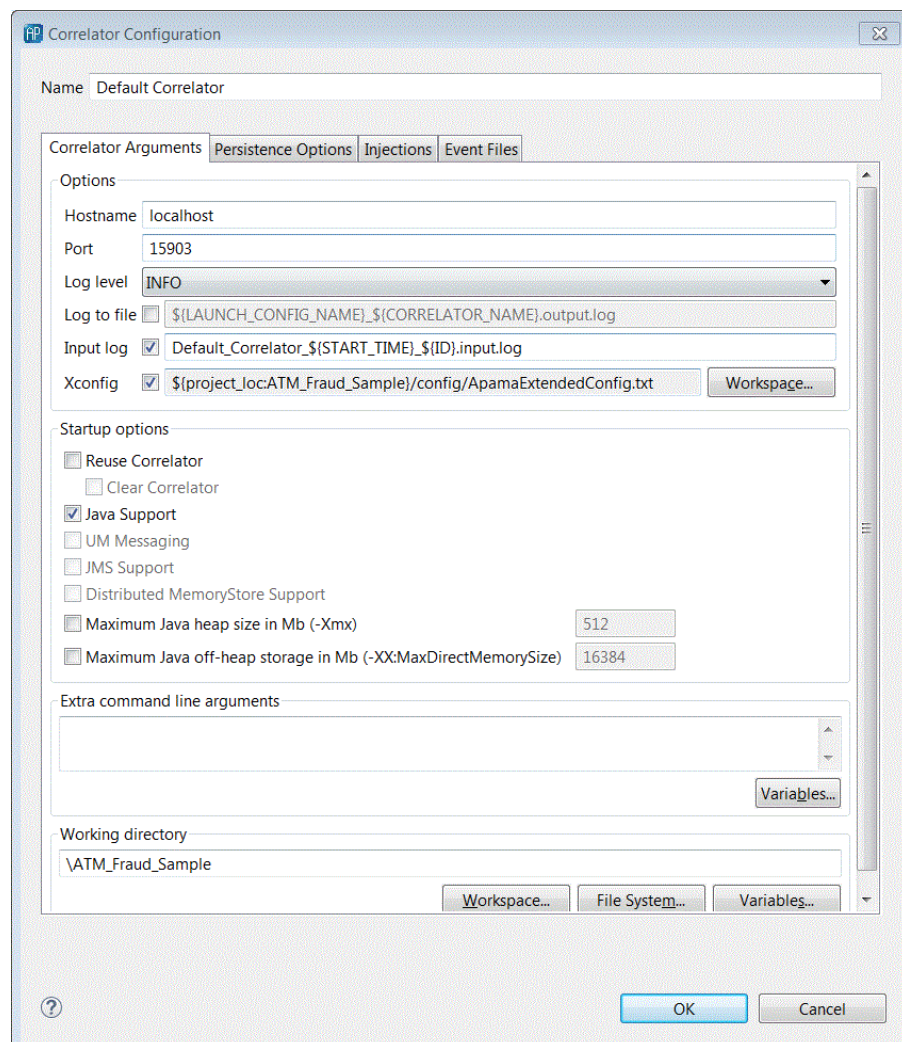 AP Correlator Configuration
Name Default Correlator
Correlator Arguments Persistence Options Injections Event Files
Options
Hostname localhost
Port 15903
Log level INFO
Log to file ${LAUNCH_CONFIG_NAME}_${CORRELATOR_NAME}.output.log
Input log Default_Correlator_${START_TIME}_${ID}.input.log
Xconfig ${project_loc:ATM_Fraud_Sample}/config/ApamaExtendedConfig.txt Workspace...
Startup options
Reuse Correlator
Clear Correlator
Java Support
UM Messaging
JMS Support
Distributed MemoryStore Support
Maximum Java heap size in Mb (-Xmx) 512
Maximum Java off-heap storage in Mb (-XX:MaxDirectMemorySize) 16384
Extra command line arguments
Variables...
Working directory
\ATM_Fraud_Sample
Workspace... File System... Variables...
? OK Cancel